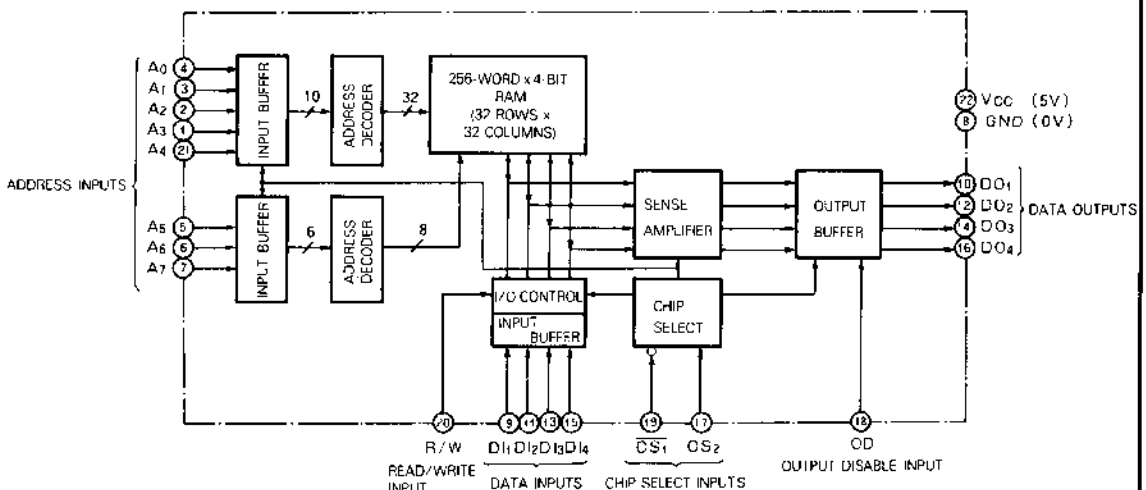 A0 4
A1 3
A2 2
A3 1
A4 21
ADDRESS INPUTS
A5 5
A6 6
A7 7
INPUT BUFFER
10
ADDRESS DECODER
32
256-WORD x 4-BIT
RAM
(32 ROWS x
32 COLUMNS)
INPUT BUFFER
6
ADDRESS DECODER
8
22 VCC (5V)
8 GND (0V)
SENSE
AMPLIFIER
OUTPUT
BUFFER
10 DO1
12 DO2
14 DO3
16 DO4
DATA OUTPUTS
I/O CONTROL
INPUT
BUFFER
CHIP
SELECT
20 9 11 13 15 19 17 18
R/W DI1 DI2 DI3 DI4 CS1 CS2 OD
READ/WRITE
INPUT
DATA INPUTS
CHIP SELECT INPUTS
OUTPUT DISABLE INPUT